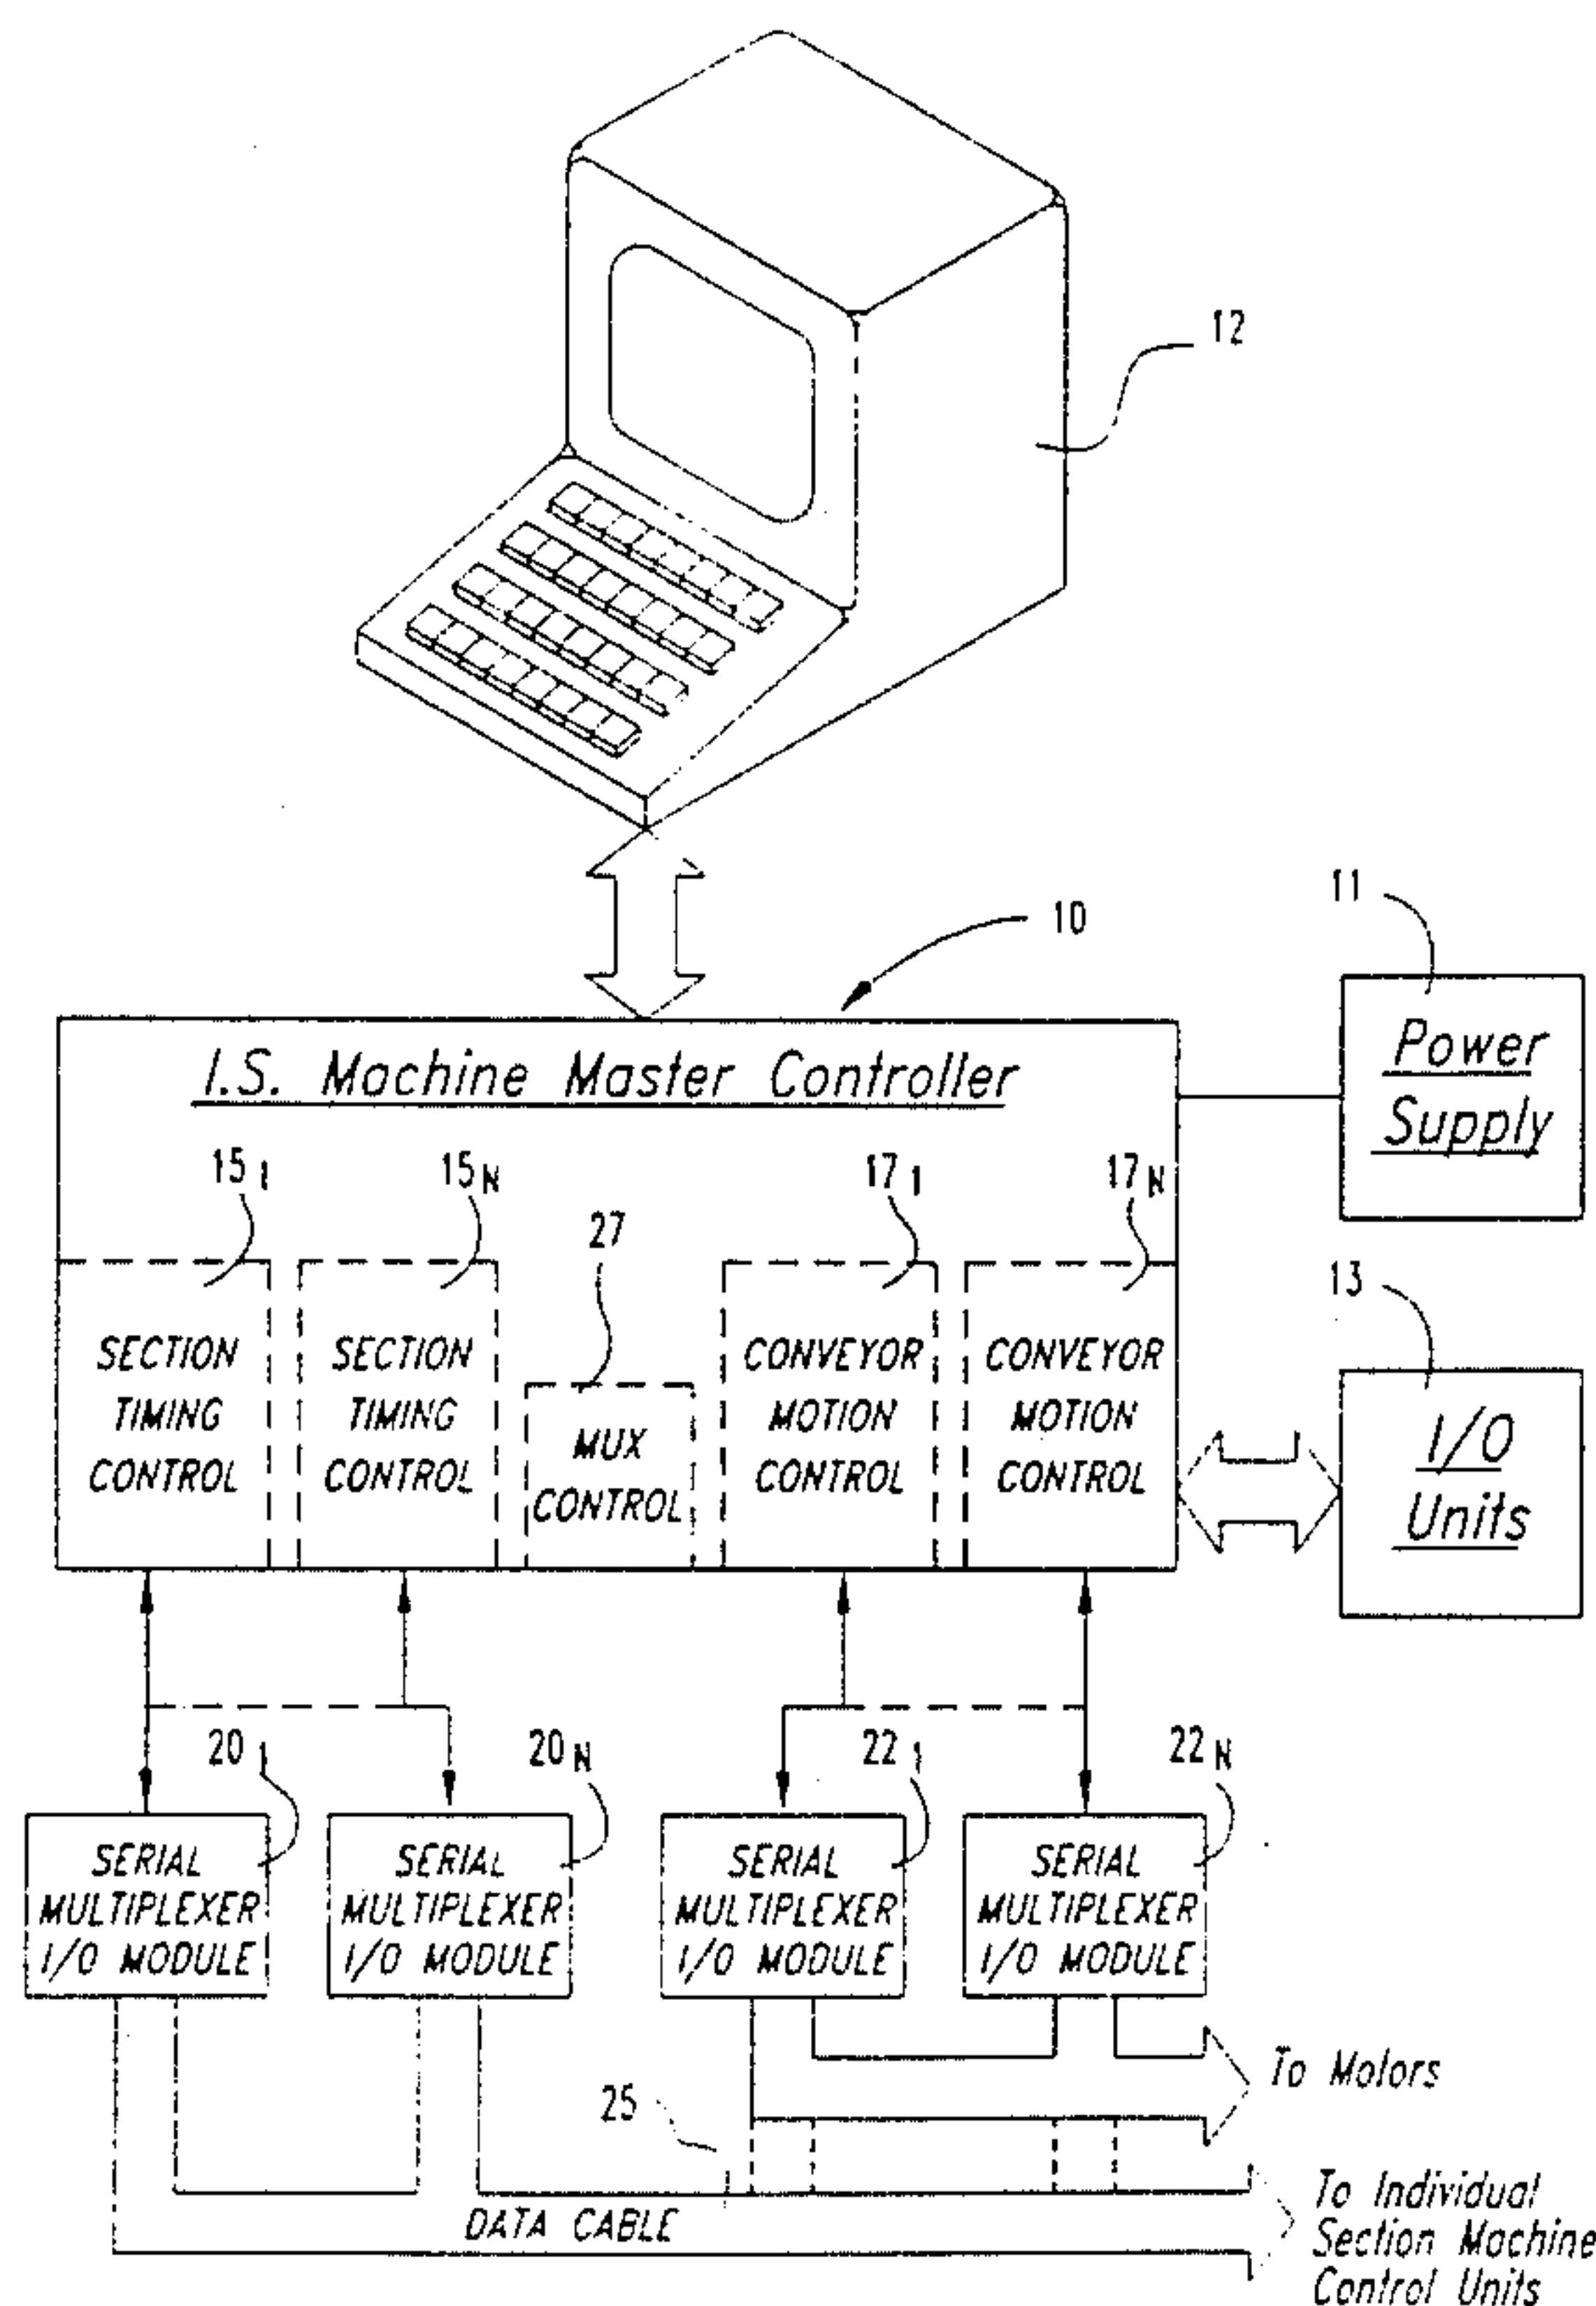 12
10
11
I.S. Machine Master Controller
Power
Supply
15 1
15 N
17 1
17 N
27
13
SECTION
TIMING
CONTROL
SECTION
TIMING
CONTROL
MUX
CONTROL
CONVEYOR
MOTION
CONTROL
CONVEYOR
MOTION
CONTROL
I/O
Units
20 1
20 N
22 1
22 N
SERIAL
MULTIPLEXER
I/O MODULE
SERIAL
MULTIPLEXER
I/O MODULE
SERIAL
MULTIPLEXER
I/O MODULE
SERIAL
MULTIPLEXER
I/O MODULE
To Motors
25
DATA CABLE
To Individual
Section Machine
Control Units